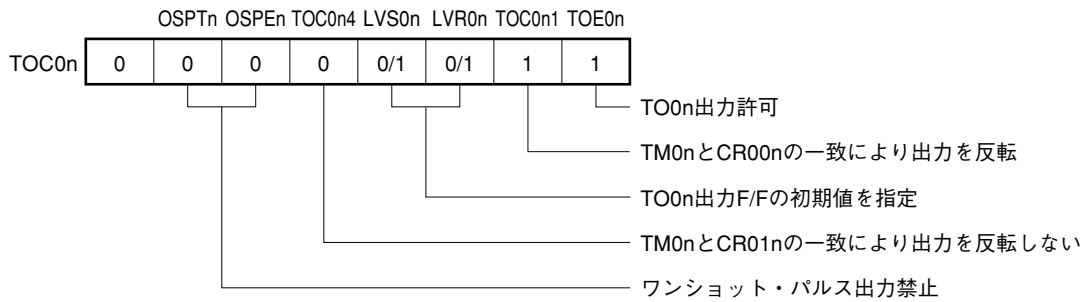 OSPTn OSPEn TOC0n4 LVS0n LVR0n TOC0n1 TOE0n
TOC0n 0 0 0 0 0/1 0/1 1 1
TO0n出力許可
TM0nとCR00nの一致により出力を反転
TO0n出力F/Fの初期値を指定
TM0nとCR01nの一致により出力を反転しない
ワンショット・パルス出力禁止